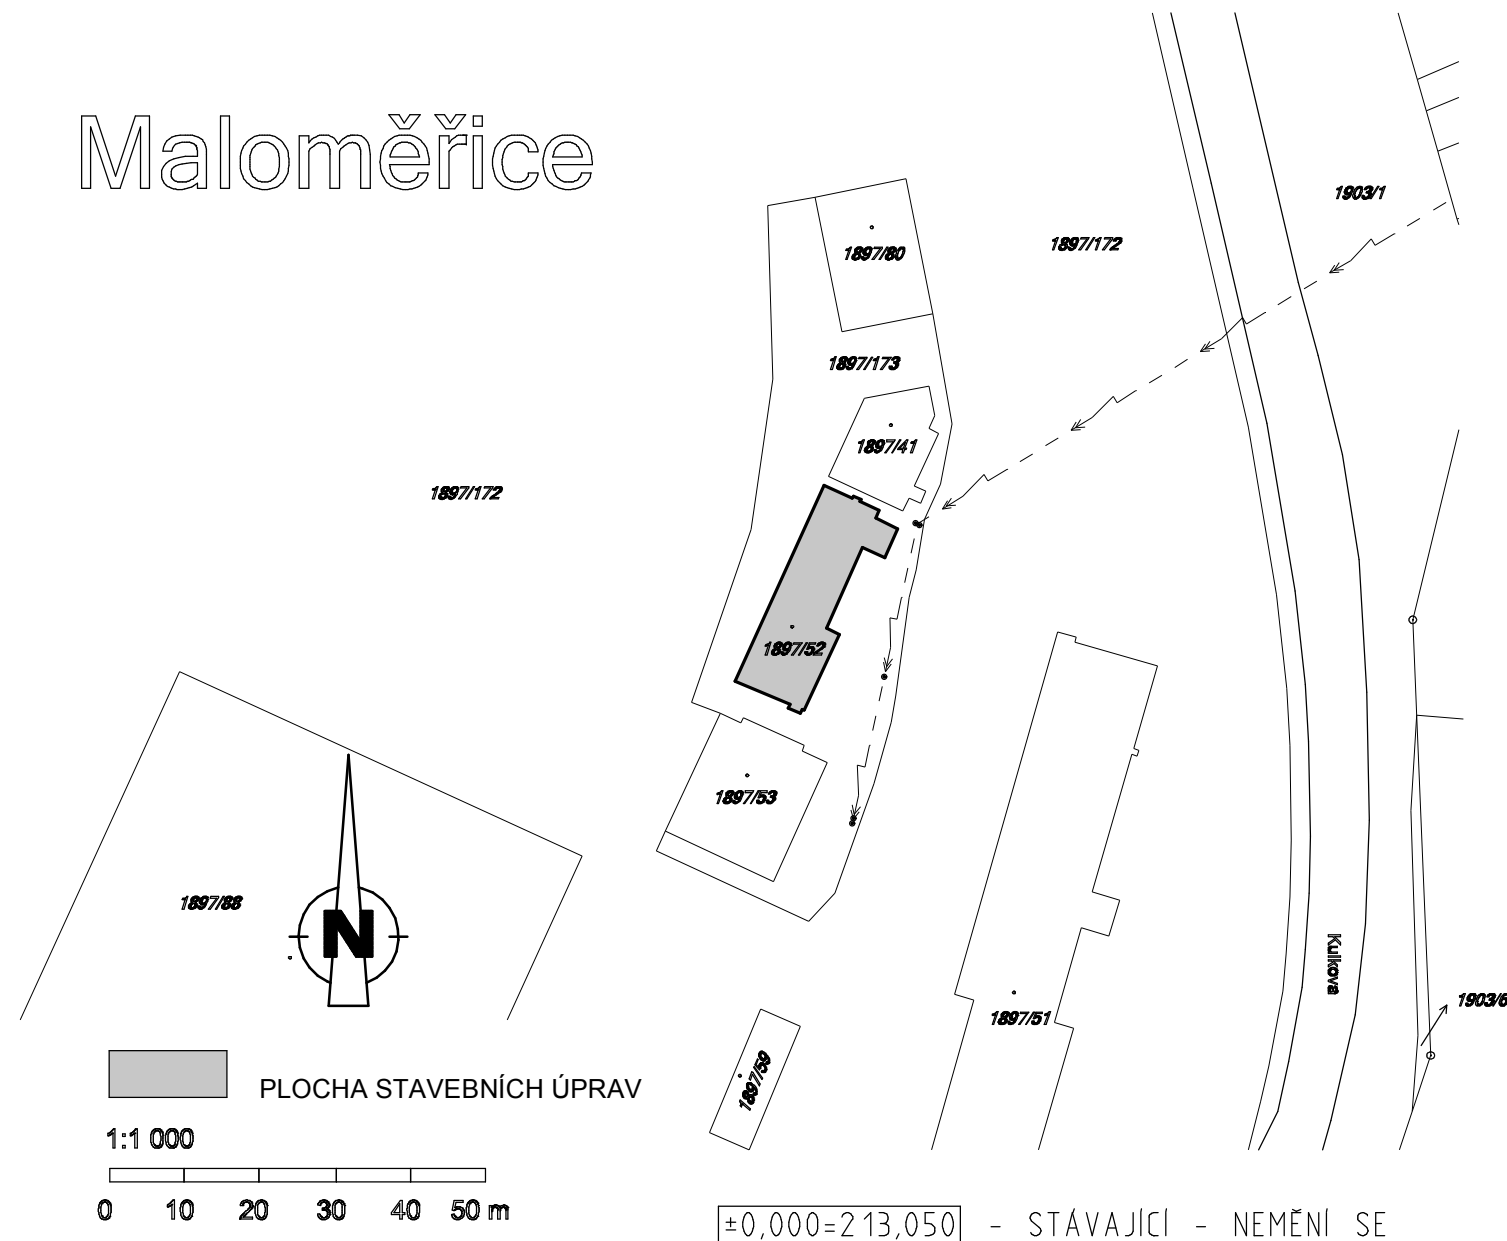 Maloměřice
1903/1
1897/172
1897/80
1897/173
1897/41
1897/172
1897/52
1897/53
1897/88
N
Kulkova
1903/6
1897/51
1897/59
PLOCHA STAVEBNÍCH ÚPRAV
1:1 000
0 10 20 30 40 50 m
±0,000=213,050 - STÁVAJÍCÍ - NEMĚNÍ SE